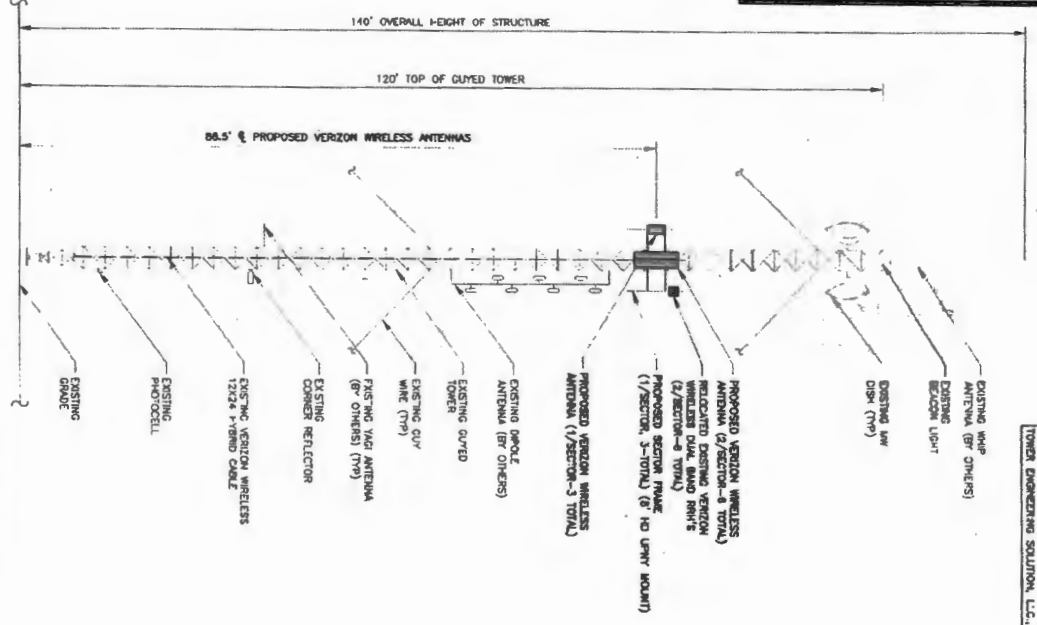 140' OVERALL HEIGHT OF STRUCTURE
120' TOP OF GUYED TOWER
88.5' ℄ PROPOSED VERIZON WIRELESS ANTENNAS
EXISTING WHIP
ANTENNA (BY OTHERS)
EXISTING
BEACON LIGHT
EXISTING MW
DISH (TYP)
PROPOSED VERIZON WIRELESS
ANTENNA (2/SECTOR-6 TOTAL)
RELOCATED EXISTING VERIZON
WIRELESS DUAL BAND RRH'S
(2/SECTOR-6 TOTAL)
PROPOSED SECTOR FRAME
(1/SECTOR, 3-TOTAL) (8' HD MOUNT)
PROPOSED VERIZON WIRELESS
ANTENNA (1/SECTOR-3 TOTAL)
EXISTING DIPOLE
ANTENNA (BY OTHERS)
EXISTING GUYED
TOWER
EXISTING GUY
WIRE (TYP)
EXISTING YAGI ANTENNA
(BY OTHERS) (TYP)
EXISTING
CORNER REFLECTOR
EXISTING VERIZON WIRELESS
12X24 HYBRID CABLE
EXISTING
PHOTOCELL
EXISTING
GRADE
TOWER ENGINEERING SOLUTION, L.L.C.,